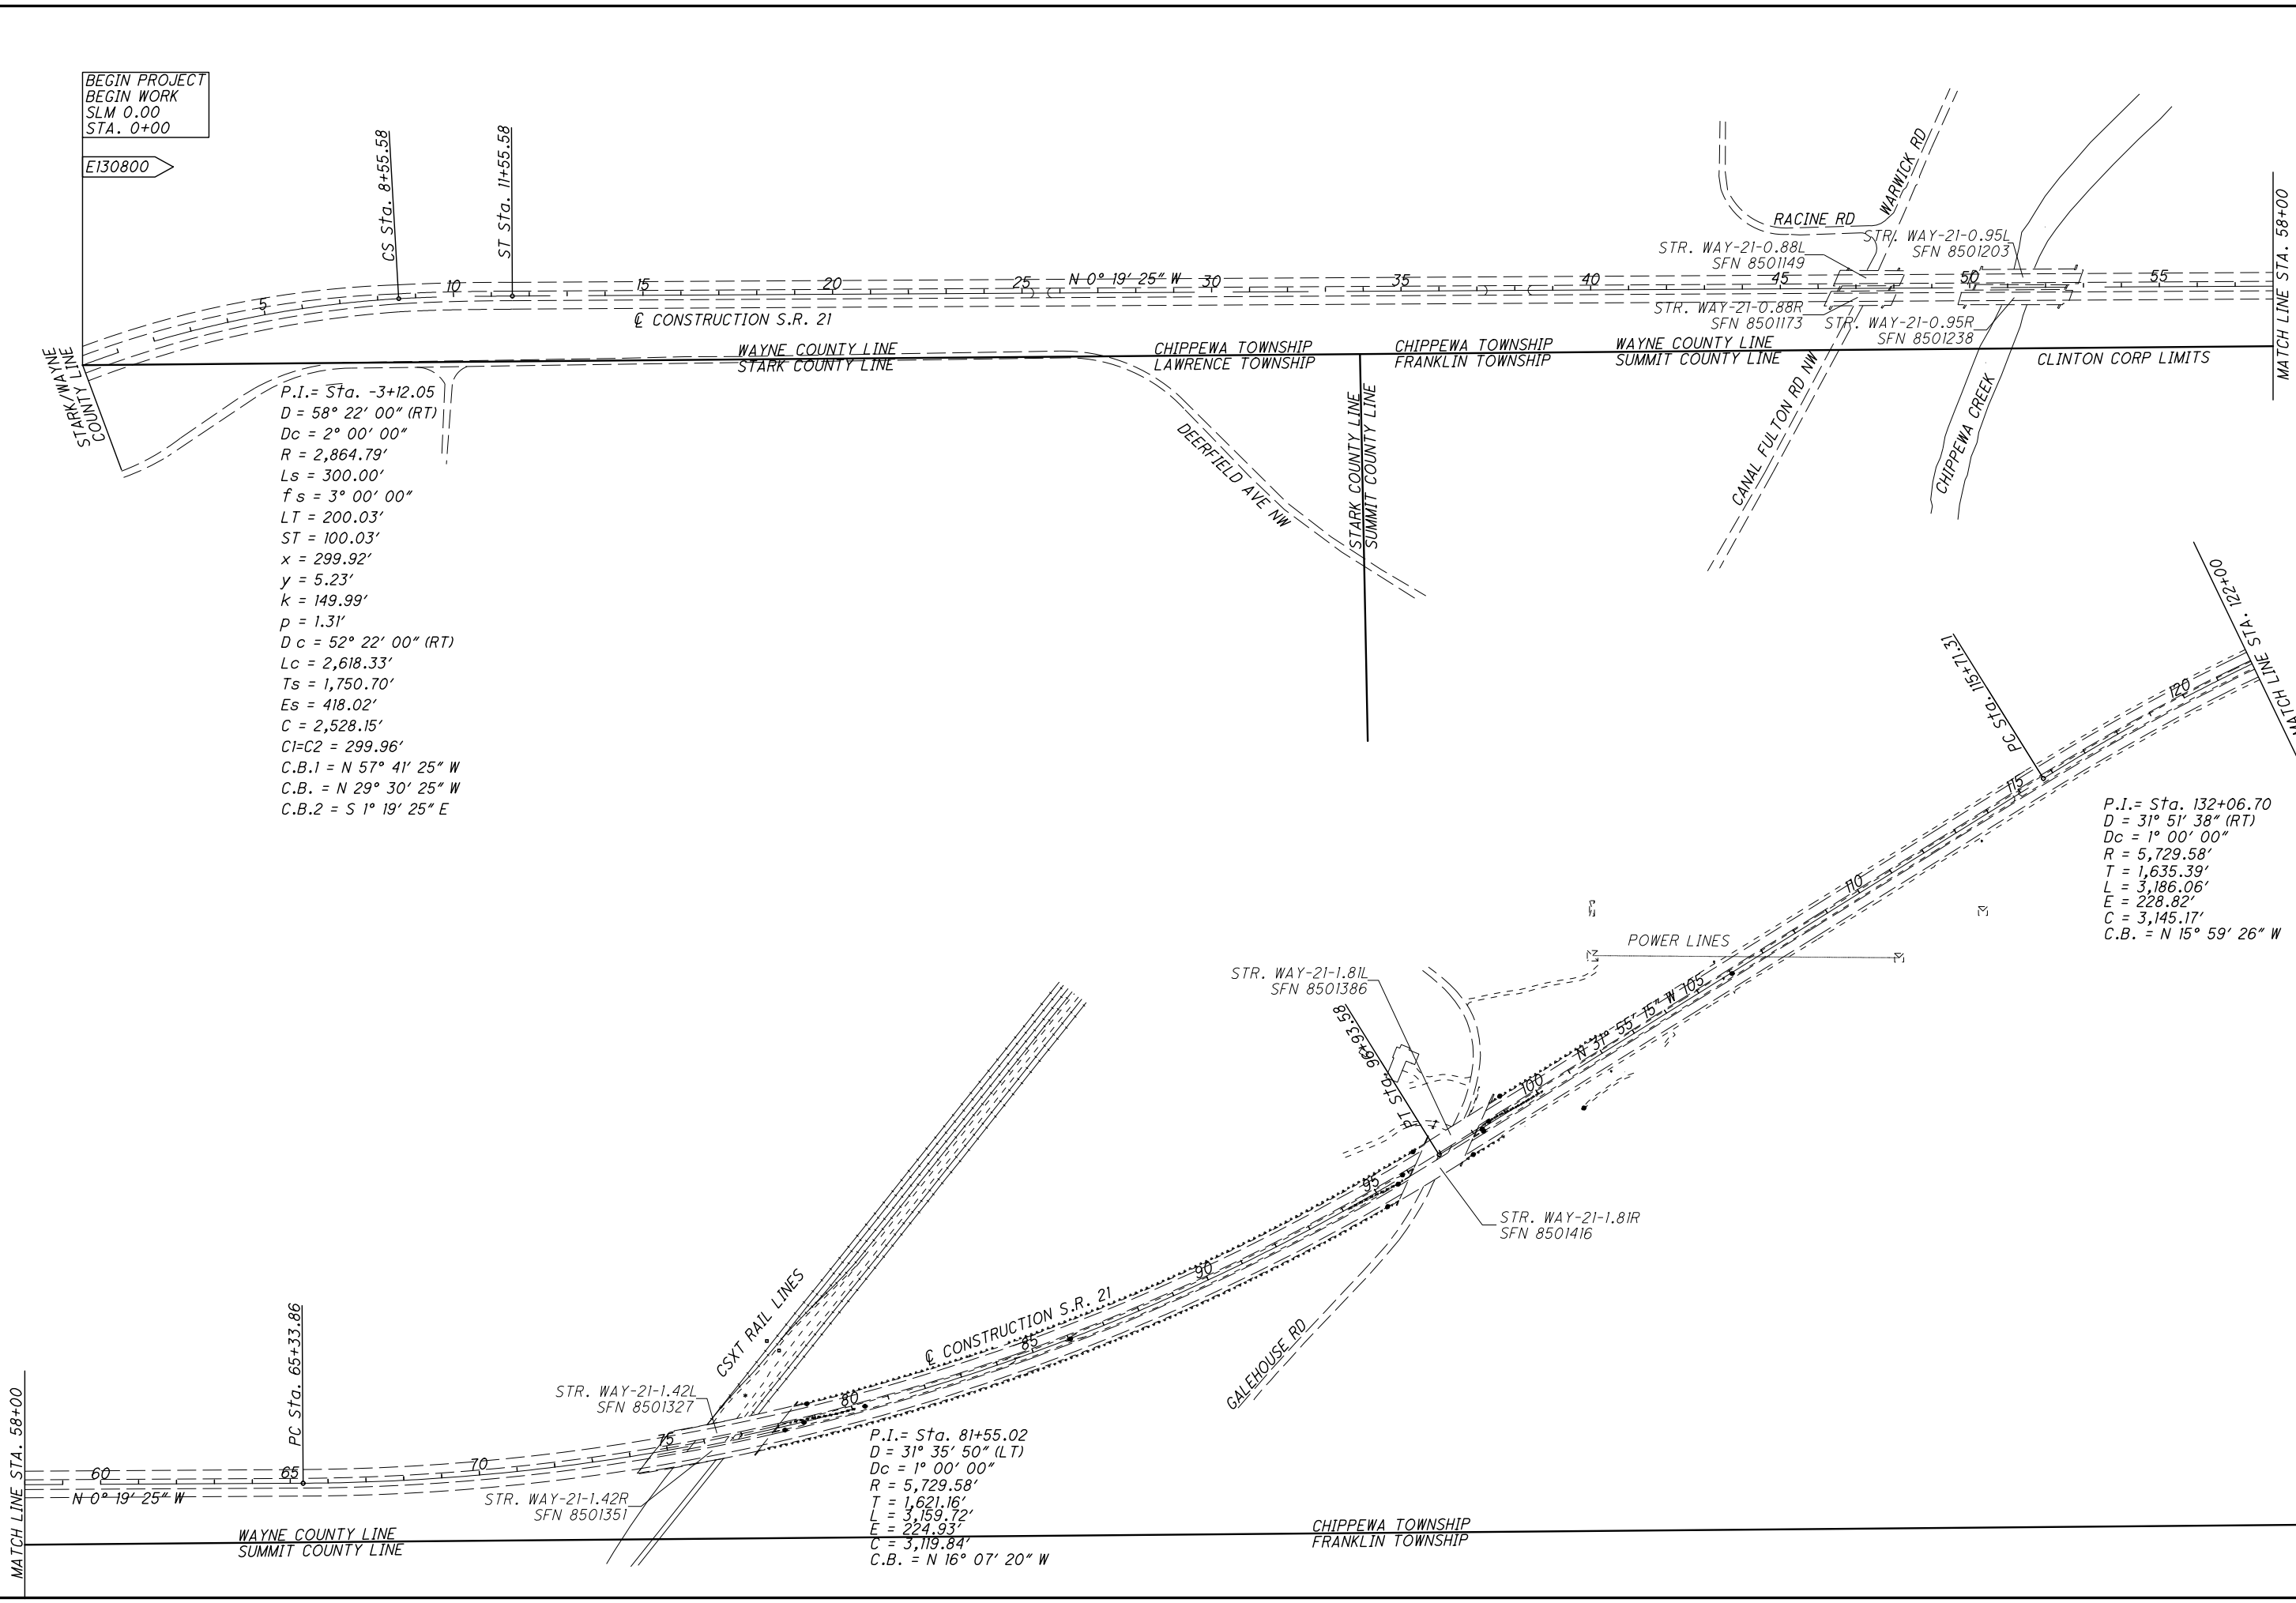 BEGIN PROJECT
BEGIN WORK
SLM 0.00
STA. 0+00
E130800
CS Sta. 8+55.58
ST Sta. 11+55.58
5
10
15
20
25
N 0° 19' 25" W
30
35
40
45
50
55
℄ CONSTRUCTION S.R. 21
RACINE RD
WARWICK RD
STR. WAY-21-0.88L
SFN 8501149
STR. WAY-21-0.95L
SFN 8501203
STR. WAY-21-0.88R
SFN 8501173
STR. WAY-21-0.95R
SFN 8501238
MATCH LINE STA. 58+00
STARK/WAYNE
COUNTY LINE
WAYNE COUNTY LINE
STARK COUNTY LINE
CHIPPEWA TOWNSHIP
LAWRENCE TOWNSHIP
CHIPPEWA TOWNSHIP
FRANKLIN TOWNSHIP
WAYNE COUNTY LINE
SUMMIT COUNTY LINE
CLINTON CORP LIMITS
DEERFIELD AVE NW
STARK COUNTY LINE
SUMMIT COUNTY LINE
CANAL FULTON RD NW
CHIPPEWA CREEK
P.I.= Sta. -3+12.05
D = 58° 22' 00" (RT)
Dc = 2° 00' 00"
R = 2,864.79'
Ls = 300.00'
fs = 3° 00' 00"
LT = 200.03'
ST = 100.03'
x = 299.92'
y = 5.23'
k = 149.99'
p = 1.31'
D c = 52° 22' 00" (RT)
Lc = 2,618.33'
Ts = 1,750.70'
Es = 418.02'
C = 2,528.15'
C1=C2 = 299.96'
C.B.1 = N 57° 41' 25" W
C.B. = N 29° 30' 25" W
C.B.2 = S 1° 19' 25" E
MATCH LINE STA. 122+00
PC Sta. 115+71.31
120
115
110
P.I.= Sta. 132+06.70
D = 31° 51' 38" (RT)
Dc = 1° 00' 00"
R = 5,729.58'
T = 1,635.39'
L = 3,186.06'
E = 228.82'
C = 3,145.17'
C.B. = N 15° 59' 26" W
POWER LINES
STR. WAY-21-1.81L
SFN 8501386
PT Sta. 96+93.58
N 31° 55' 15" W
105
100
95
STR. WAY-21-1.81R
SFN 8501416
90
℄ CONSTRUCTION S.R. 21
85
GALEHOUSE RD
CSXT RAIL LINES
STR. WAY-21-1.42L
SFN 8501327
80
75
70
PC Sta. 65+33.86
65
60
N 0° 19' 25" W
MATCH LINE STA. 58+00
STR. WAY-21-1.42R
SFN 8501351
P.I.= Sta. 81+55.02
D = 31° 35' 50" (LT)
Dc = 1° 00' 00"
R = 5,729.58'
T = 1,621.16'
L = 3,159.72'
E = 224.93'
C = 3,119.84'
C.B. = N 16° 07' 20" W
WAYNE COUNTY LINE
SUMMIT COUNTY LINE
CHIPPEWA TOWNSHIP
FRANKLIN TOWNSHIP